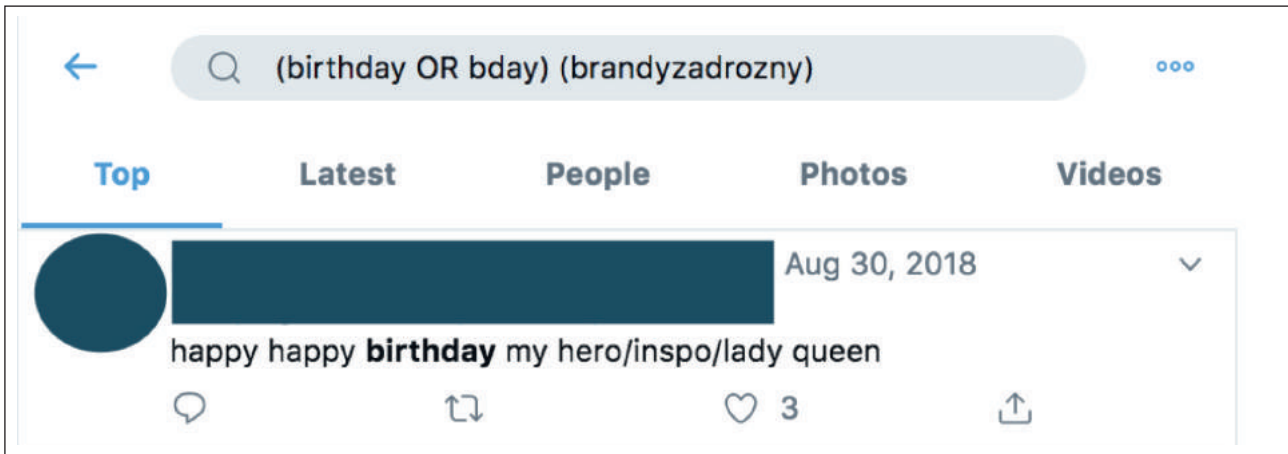 (birthday OR bday) (brandyzadrozny)
Top Latest People Photos Videos
Aug 30, 2018
happy happy birthday my hero/inspo/lady queen
3